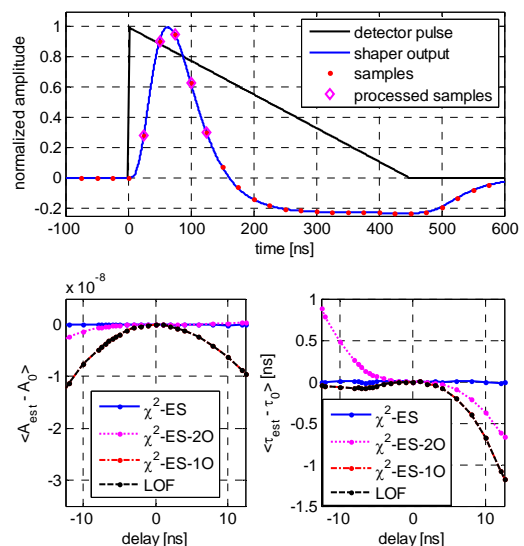 normalized amplitude
1
0.8
0.6
0.4
0.2
0
-0.2
-100 0 100 200 300 400 500 600
time [ns]
detector pulse
shaper output
samples
processed samples
x 10⁻⁸
<A_est - A_0>
0
-1
-2
-3
-10 0 10
delay [ns]
χ²-ES
χ²-ES-2O
χ²-ES-1O
LOF
<τ_est - τ_0> [ns]
1
0.5
0
-0.5
-1
-1.5
-10 0 10
delay [ns]
χ²-ES
χ²-ES-2O
χ²-ES-1O
LOF